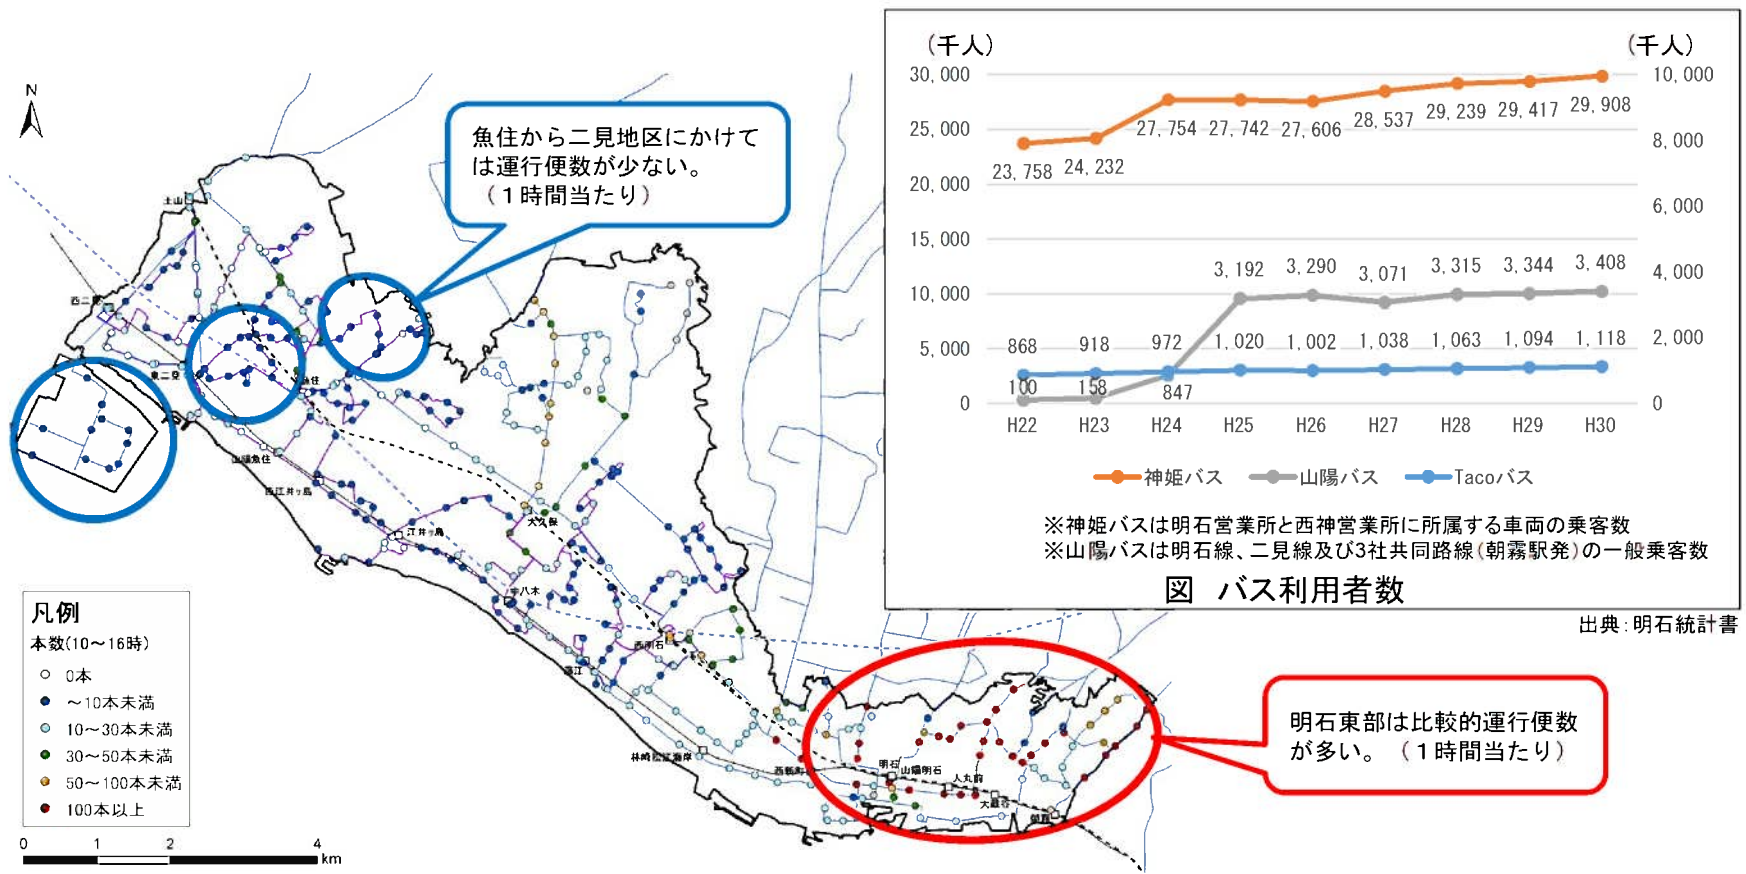 N
魚住から二見地区にかけて
は運行便数が少ない。
（１時間当たり）
土山
西二見
東二見
魚住
山陽魚住
西江井ヶ島
江井ヶ島
大久保
中八木
西明石
藤江
林崎松江海岸
西新町
明石
山陽明石
人丸前
大蔵谷
朝霧
凡例
本数(10～16時)
0本
～10本未満
10～30本未満
30～50本未満
50～100本未満
100本以上
0 1 2 4
km
(千人) (千人)
30,000 10,000
25,000 8,000
20,000 6,000
15,000
10,000 4,000
5,000 2,000
0 0
23,758 24,232 27,754 27,742 27,606 28,537 29,239 29,417 29,908
3,192 3,290 3,071 3,315 3,344 3,408
868 918 972 1,020 1,002 1,038 1,063 1,094 1,118
100 158 847
H22 H23 H24 H25 H26 H27 H28 H29 H30
神姫バス 山陽バス Tacoバス
※神姫バスは明石営業所と西神営業所に所属する車両の乗客数
※山陽バスは明石線、二見線及び3社共同路線(朝霧駅発)の一般乗客数
図 バス利用者数
出典：明石統計書
明石東部は比較的運行便数
が多い。（１時間当たり）